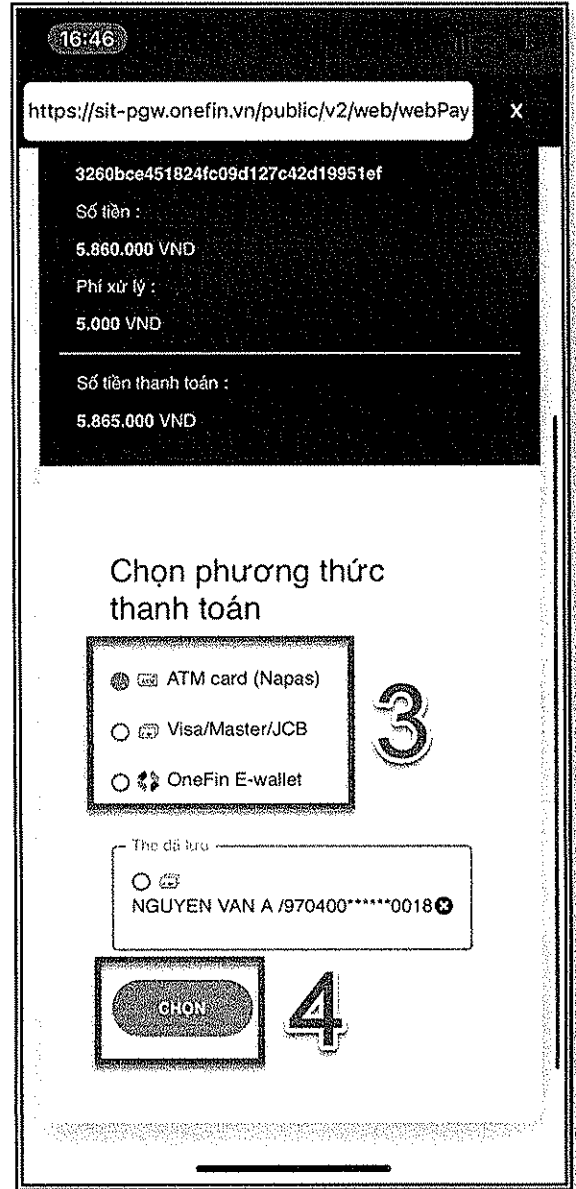 16:46
https://sit-pgw.onefin.vn/public/v2/web/webPay X
3260bce451824fc09d127c42d19951ef
Số tiền :
5.860.000 VND
Phí xử lý :
5.000 VND
Số tiền thanh toán :
5.865.000 VND
Chọn phương thức
thanh toán
ATM card (Napas)
Visa/Master/JCB
OneFin E-wallet
3
Thẻ đã lưu
NGUYEN VAN A /970400******0018
CHỌN
4